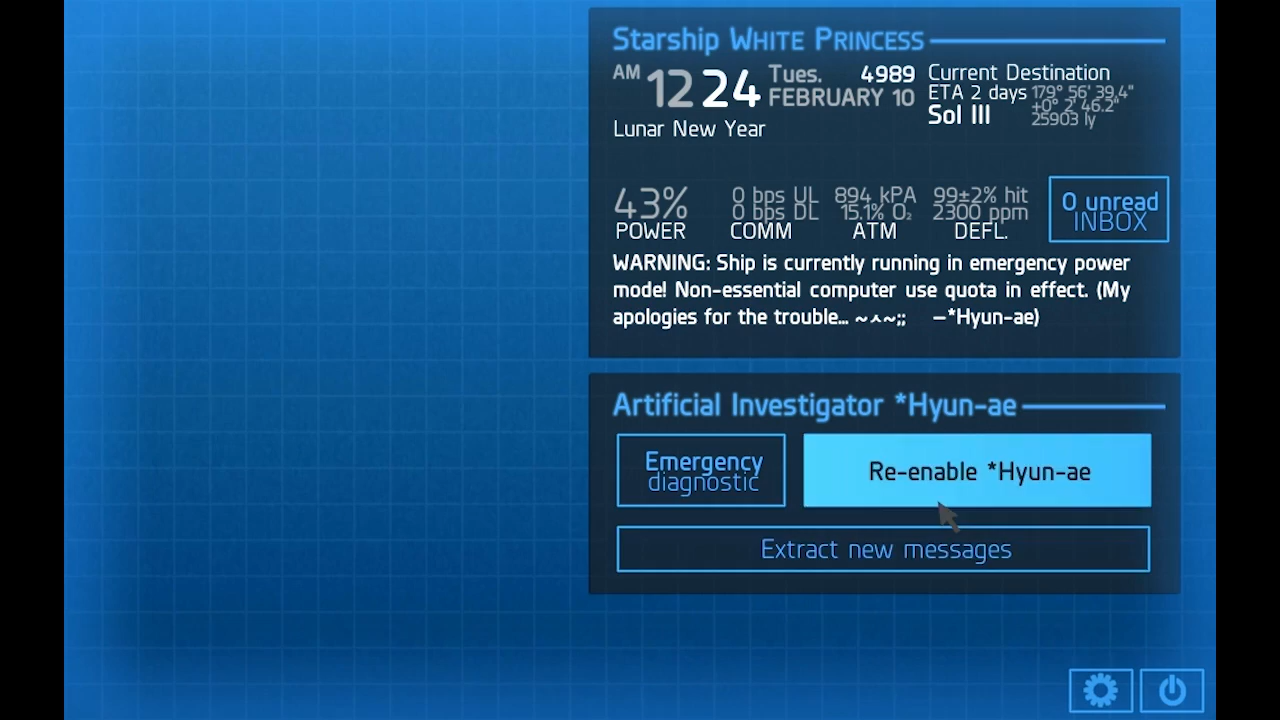 Starship WHITE PRINCESS
AM 12 24 Tues. 4989
FEBRUARY 10
Lunar New Year
Current Destination
ETA 2 days 179° 56' 39.4"
+0° 2' 46.2"
Sol III 25903 ly
43%
POWER
0 bps UL
0 bps DL
COMM
894 kPA
15.1% O₂
ATM
99±2% hit
2300 ppm
DEFL.
0 unread
INBOX
WARNING: Ship is currently running in emergency power
mode! Non-essential computer use quota in effect. (My
apologies for the trouble... ~ㅅ~;; —*Hyun-ae)
Artificial Investigator *Hyun-ae
Emergency
diagnostic
Re-enable *Hyun-ae
Extract new messages